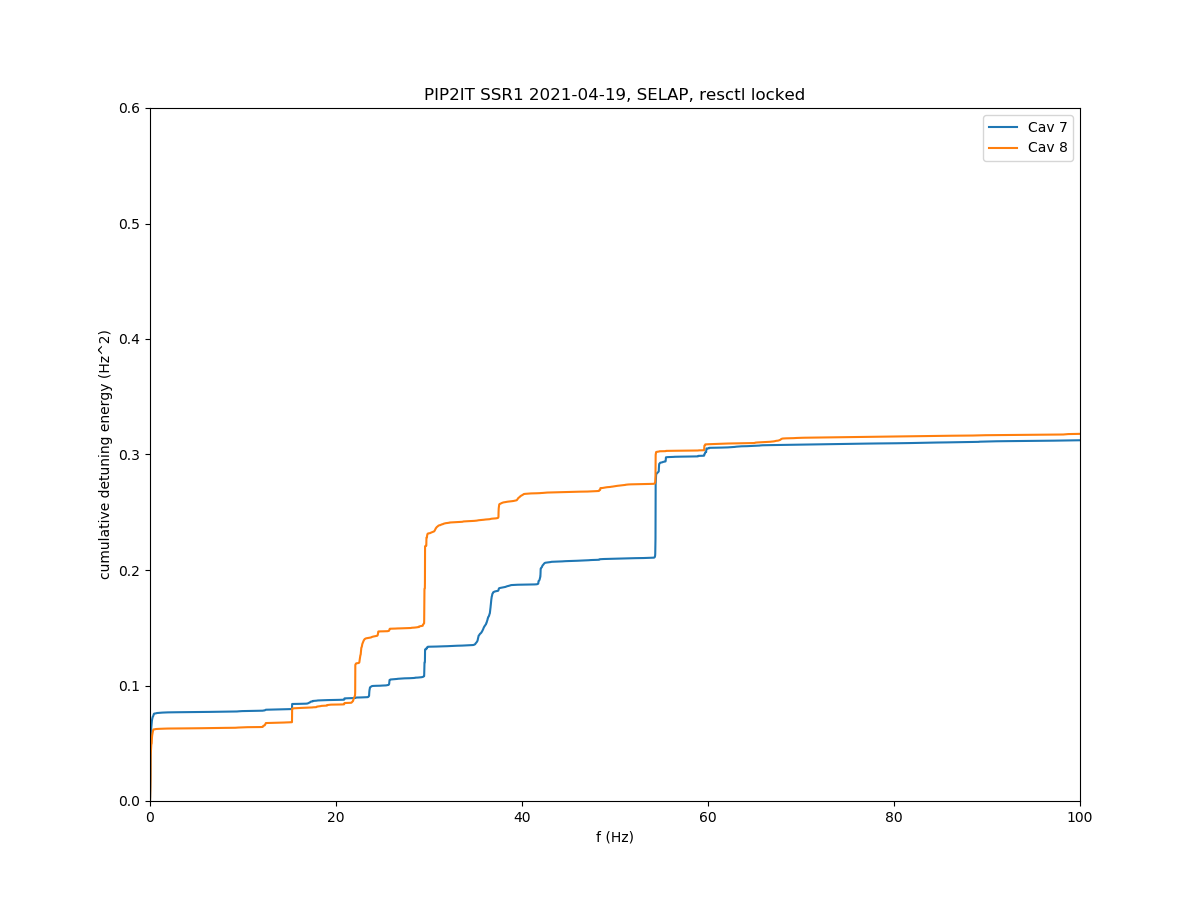 PIP2IT SSR1 2021-04-19, SELAP, resctl locked
Cav 7
Cav 8
cumulative detuning energy (Hz^2)
0.6
0.5
0.4
0.3
0.2
0.1
0.0
0 20 40 60 80 100
f (Hz)